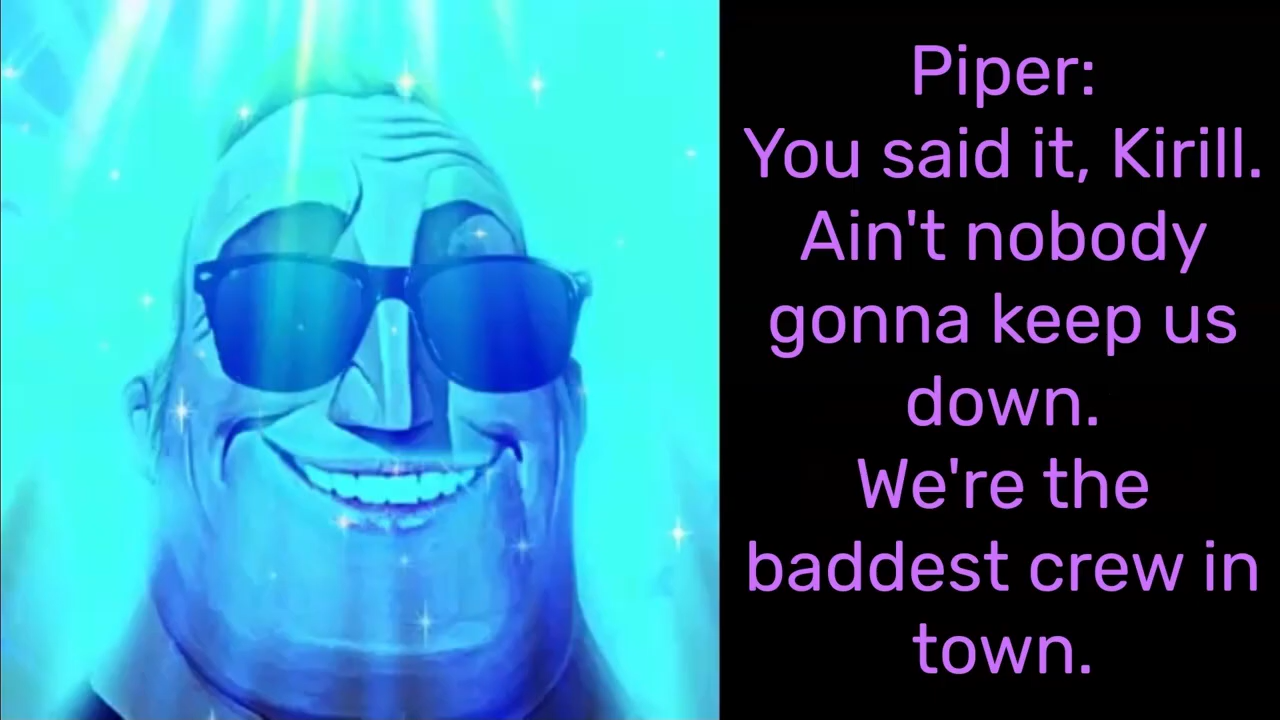 Piper:
You said it, Kirill.
Ain't nobody
gonna keep us
down.
We're the
baddest crew in
town.